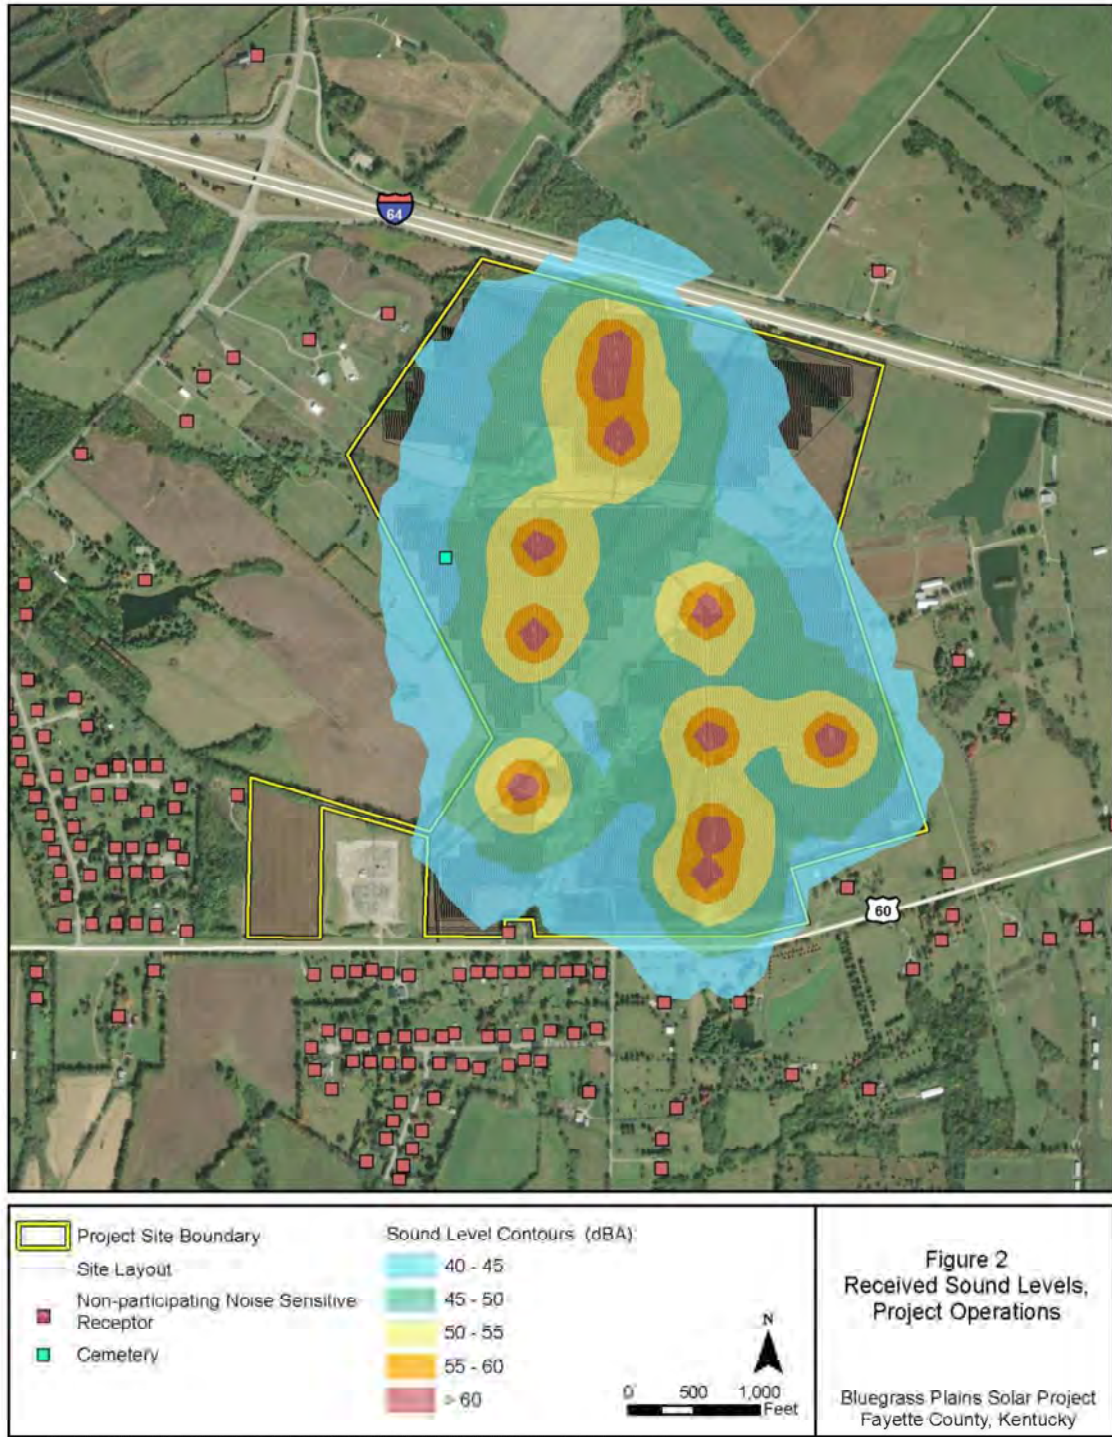 64
60
Project Site Boundary
Site Layout
Non-participating Noise Sensitive
Receptor
Cemetery
Sound Level Contours (dBA)
40 - 45
45 - 50
50 - 55
55 - 60
> 60
N
0 500 1,000
Feet
Figure 2
Received Sound Levels,
Project Operations
Bluegrass Plains Solar Project
Fayette County, Kentucky